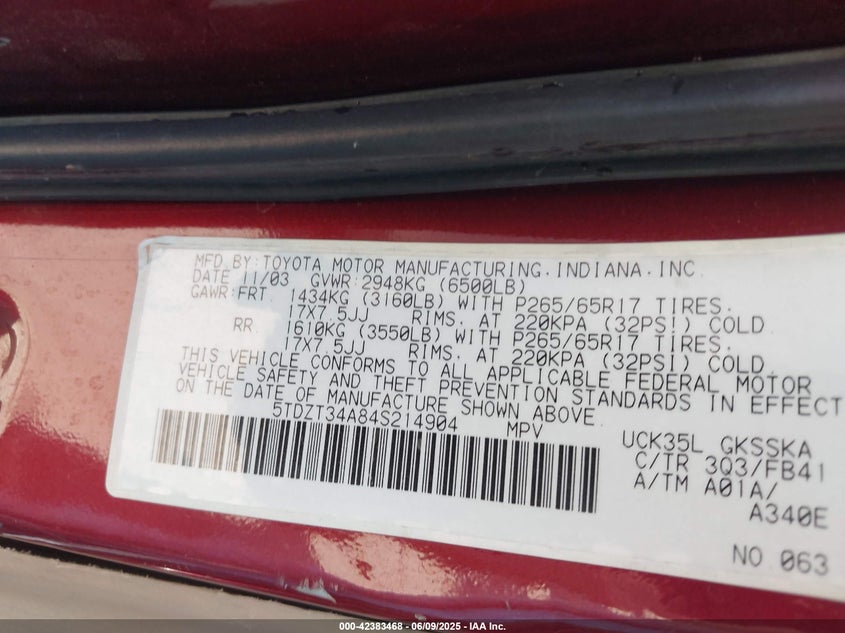 MFD.BY:TOYOTA MOTOR MANUFACTURING.INDIANA.INC.
DATE 11/03 GVWR:2948KG (6500LB)
GAWR:FRT. 1434KG (3160LB) WITH P265/65R17 TIRES.
17X7.5JJ RIMS. AT 220KPA (32PSI) COLD.
RR. 1610KG (3550LB) WITH P265/65R17 TIRES.
17X7.5JJ RIMS. AT 220KPA (32PSI) COLD.
THIS VEHICLE CONFORMS TO ALL APPLICABLE FEDERAL MOTOR
VEHICLE SAFETY AND THEFT PREVENTION STANDARDS IN EFFECT
ON THE DATE OF MANUFACTURE SHOWN ABOVE.
5TDZT34A84S214904 MPV
UCK35L GKSSKA
C/TR 3Q3/FB41
A/TM A01A/
A340E
NO.063
000-42383468 - 06/09/2025 - IAA Inc.